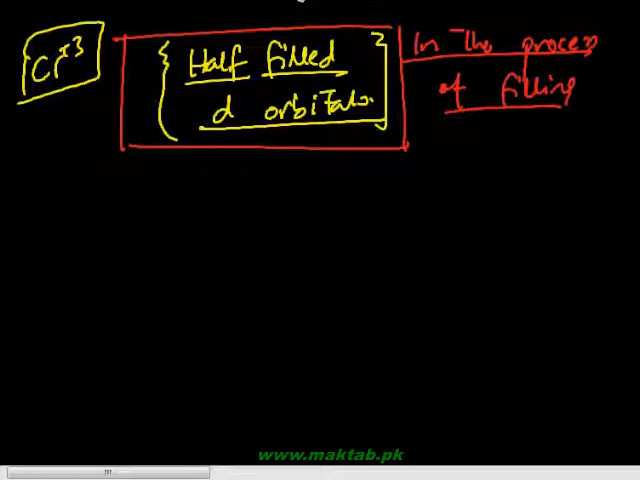 Cr+3
Half filled
d orbitals.
In The process
of filling
www.maktab.pk